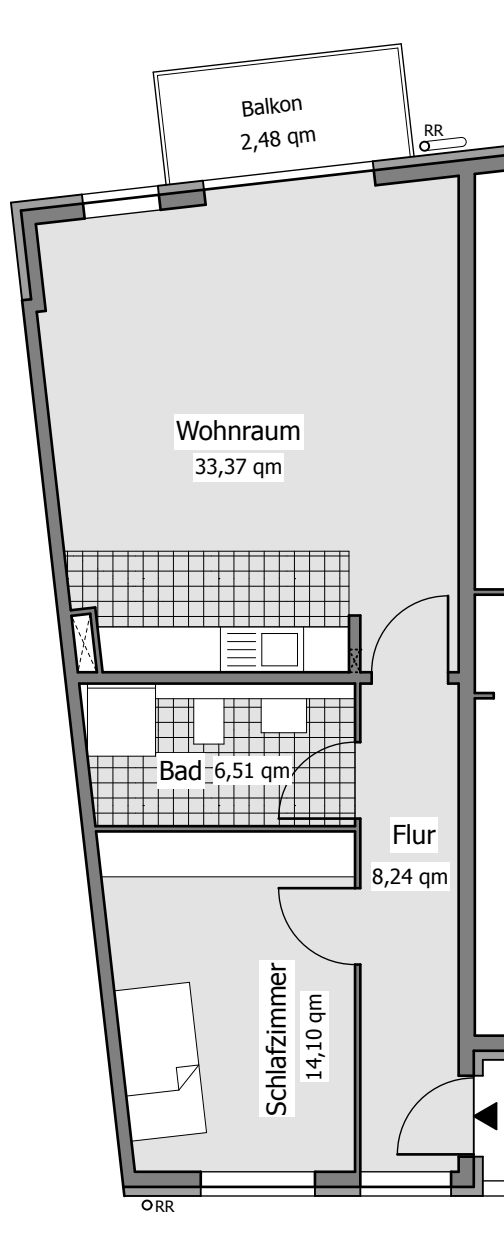 Balkon
2,48 qm
RR
Wohnraum
33,37 qm
Bad 6,51 qm
Flur
8,24 qm
Schlafzimmer
14,10 qm
RR